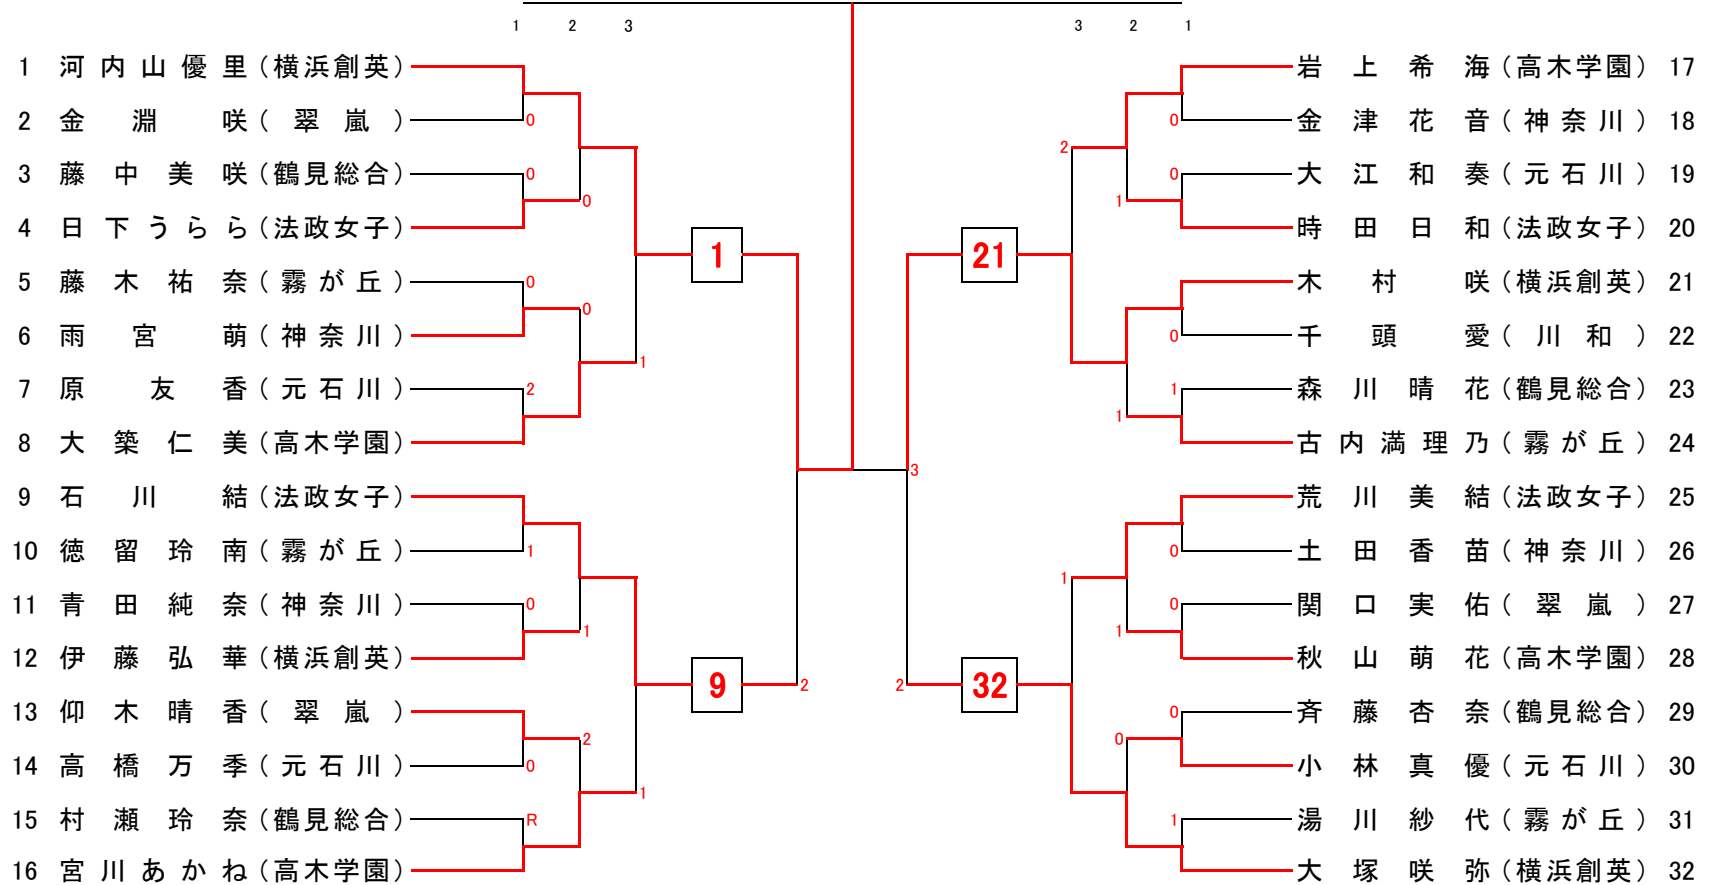 1 2 3 3 2 1
1 河内山優里（横浜創英） 岩上希海（高木学園） 17
2 金淵咲（翠嵐） 0 0 金津花音（神奈川） 18
2
3 藤中美咲（鶴見総合） 0 0 大江和奏（元石川） 19
0 1
4 日下うらら（法政女子） 時田日和（法政女子） 20
1 21
5 藤木祐奈（霧が丘） 0 木村咲（横浜創英） 21
0
6 雨宮萌（神奈川） 0 千頭愛（川和） 22
1
7 原友香（元石川） 2 1 森川晴花（鶴見総合） 23
1
8 大築仁美（高木学園） 古内満理乃（霧が丘） 24
3
9 石川結（法政女子） 荒川美結（法政女子） 25
10 徳留玲南（霧が丘） 1 0 土田香苗（神奈川） 26
1
11 青田純奈（神奈川） 0 0 関口実佑（翠嵐） 27
1 1
12 伊藤弘華（横浜創英） 秋山萌花（高木学園） 28
9 2 2 32
13 仰木晴香（翠嵐） 0 斉藤杏奈（鶴見総合） 29
2 0
14 高橋万季（元石川） 0 小林真優（元石川） 30
1
15 村瀬玲奈（鶴見総合） R 1 湯川紗代（霧が丘） 31
16 宮川あかね（高木学園） 大塚咲弥（横浜創英） 32